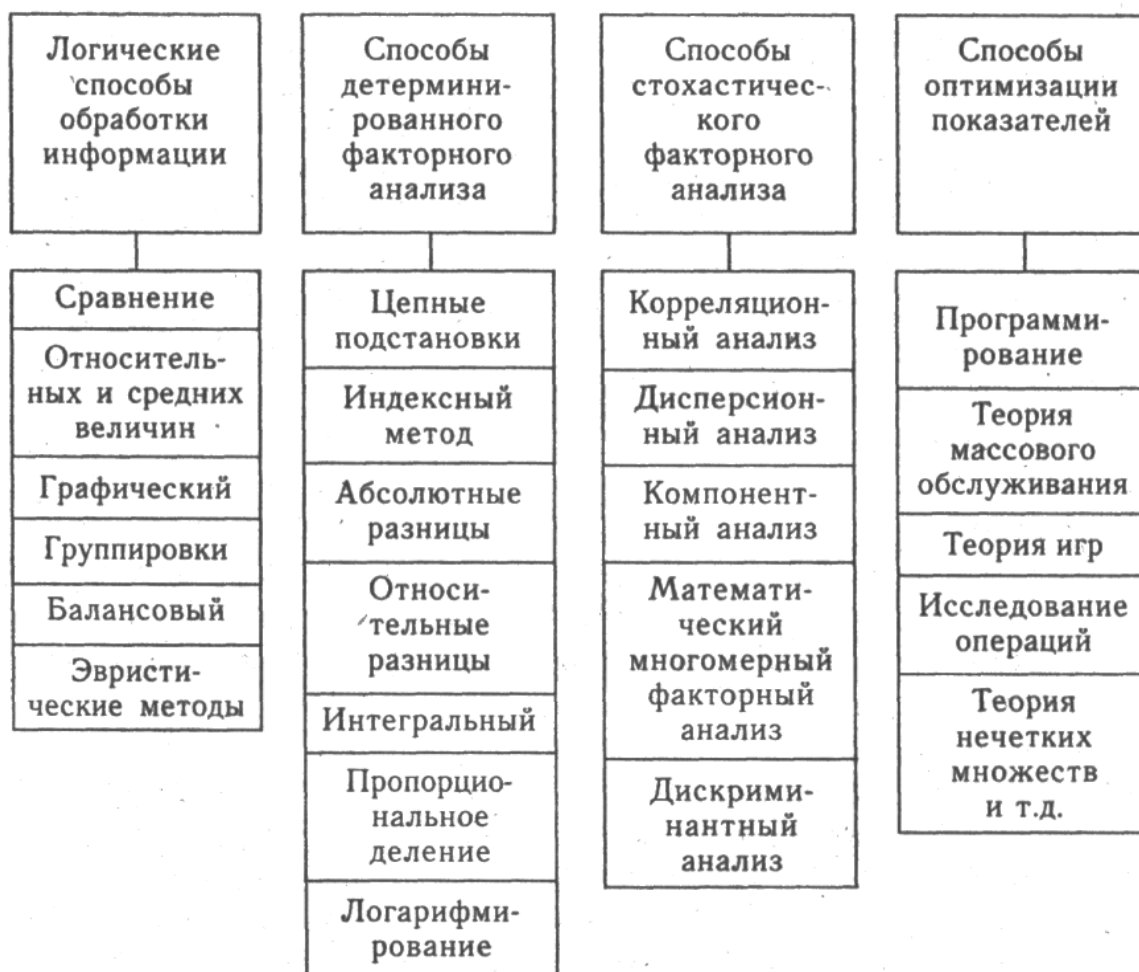 Логические
способы
обработки
информации
Сравнение
Относитель-
ных и средних
величин
Графический
Группировки
Балансовый
Эвристи-
ческие методы
Способы
детермини-
рованного
факторного
анализа
Цепные
подстановки
Индексный
метод
Абсолютные
разницы
Относи-
тельные
разницы
Интегральный
Пропорцио-
нальное
деление
Логарифми-
рование
Способы
стохастичес-
кого
факторного
анализа
Корреляцион-
ный анализ
Дисперсион-
ный анализ
Компонент-
ный анализ
Математи-
ческий
многомерный
факторный
анализ
Дискрими-
нантный
анализ
Способы
оптимизации
показателей
Программи-
рование
Теория
массового
обслуживания
Теория игр
Исследование
операций
Теория
нечетких
множеств
и т.д.